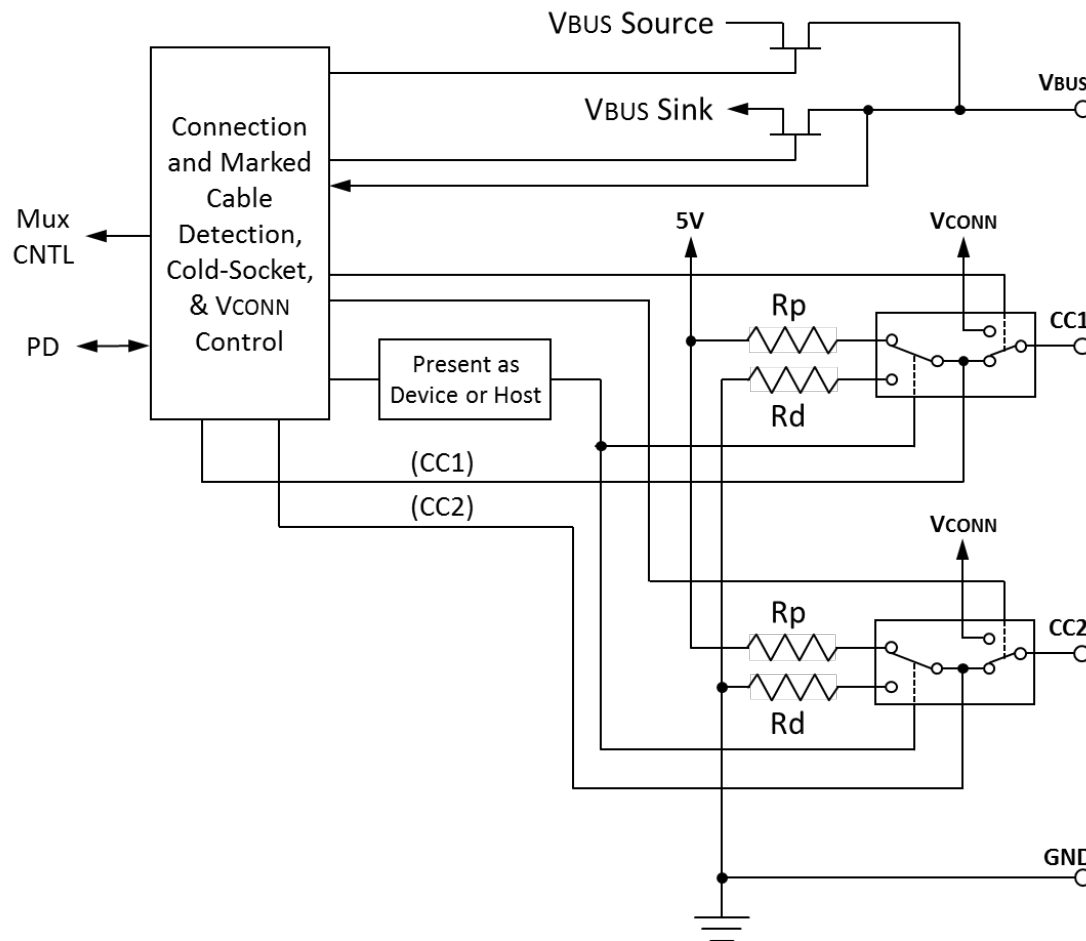 VBUS Source
VBUS
VBUS Sink
Connection
and Marked
Cable
Detection,
Cold-Socket,
& VCONN
Control
Mux
CNTL
PD
5V
VCONN
Rp
CC1
Present as
Device or Host
Rd
(CC1)
(CC2)
VCONN
Rp
CC2
Rd
GND